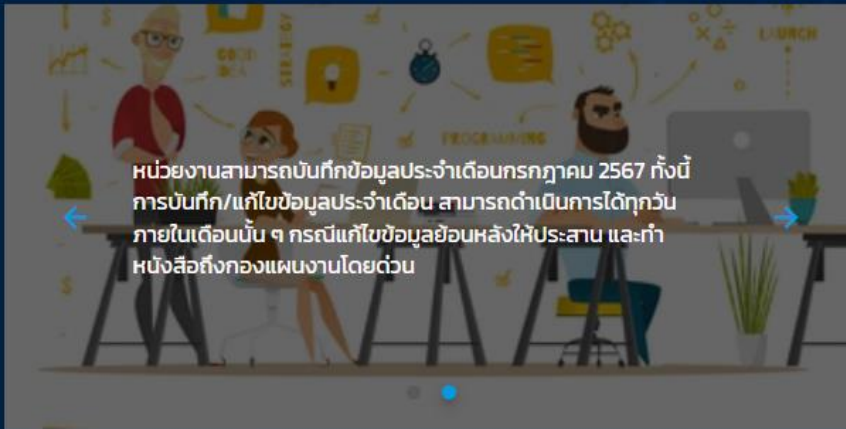 GOOD
IDEA
STRATEGY
LAUNCH
PROGRAMMING
หน่วยงานสามารถบันทึกข้อมูลประจำเดือนกรกฎาคม 2567 ทั้งนี้
การบันทึก/แก้ไขข้อมูลประจำเดือน สามารถดำเนินการได้ทุกวัน
ภายในเดือนนั้น ๆ กรณีแก้ไขข้อมูลย้อนหลังให้ประสาน และทำ
หนังสือถึงกองแผนงานโดยด่วน